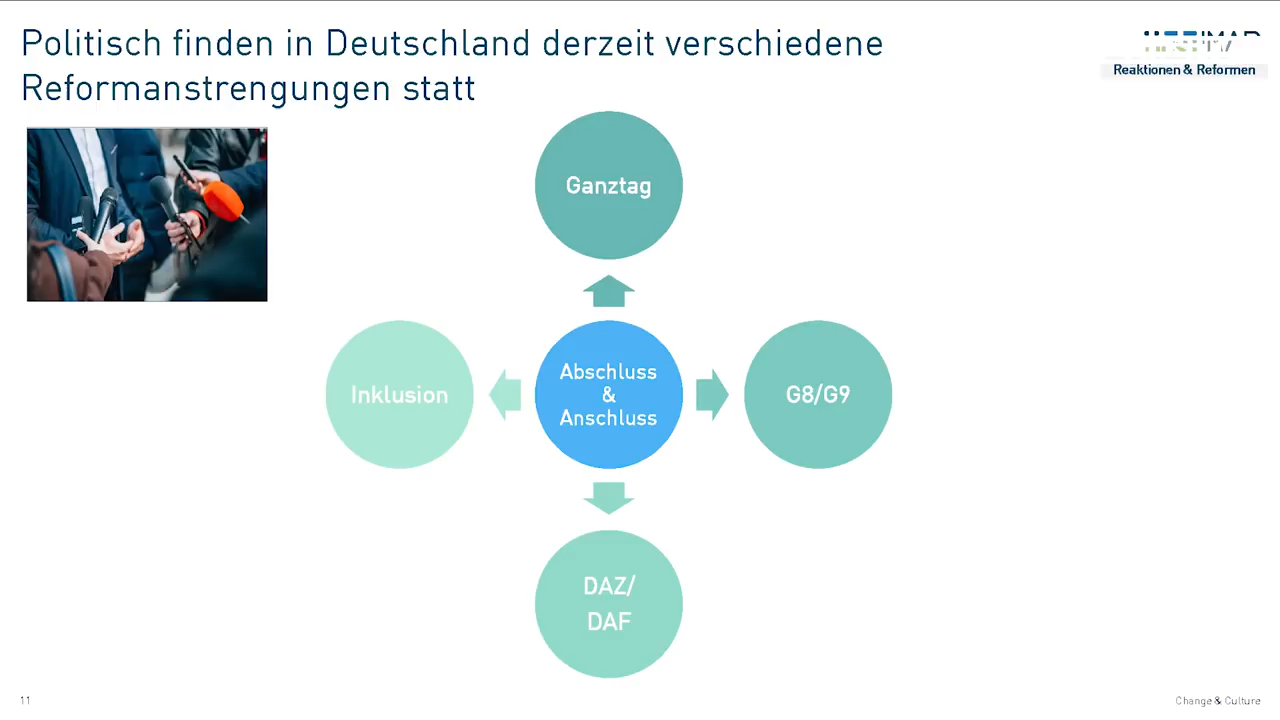 Politisch finden in Deutschland derzeit verschiedene
Reformanstrengungen statt
Reaktionen & Reformen
Ganztag
Inklusion
Abschluss
&
Anschluss
G8/G9
DAZ/
DAF
11
Change & Culture